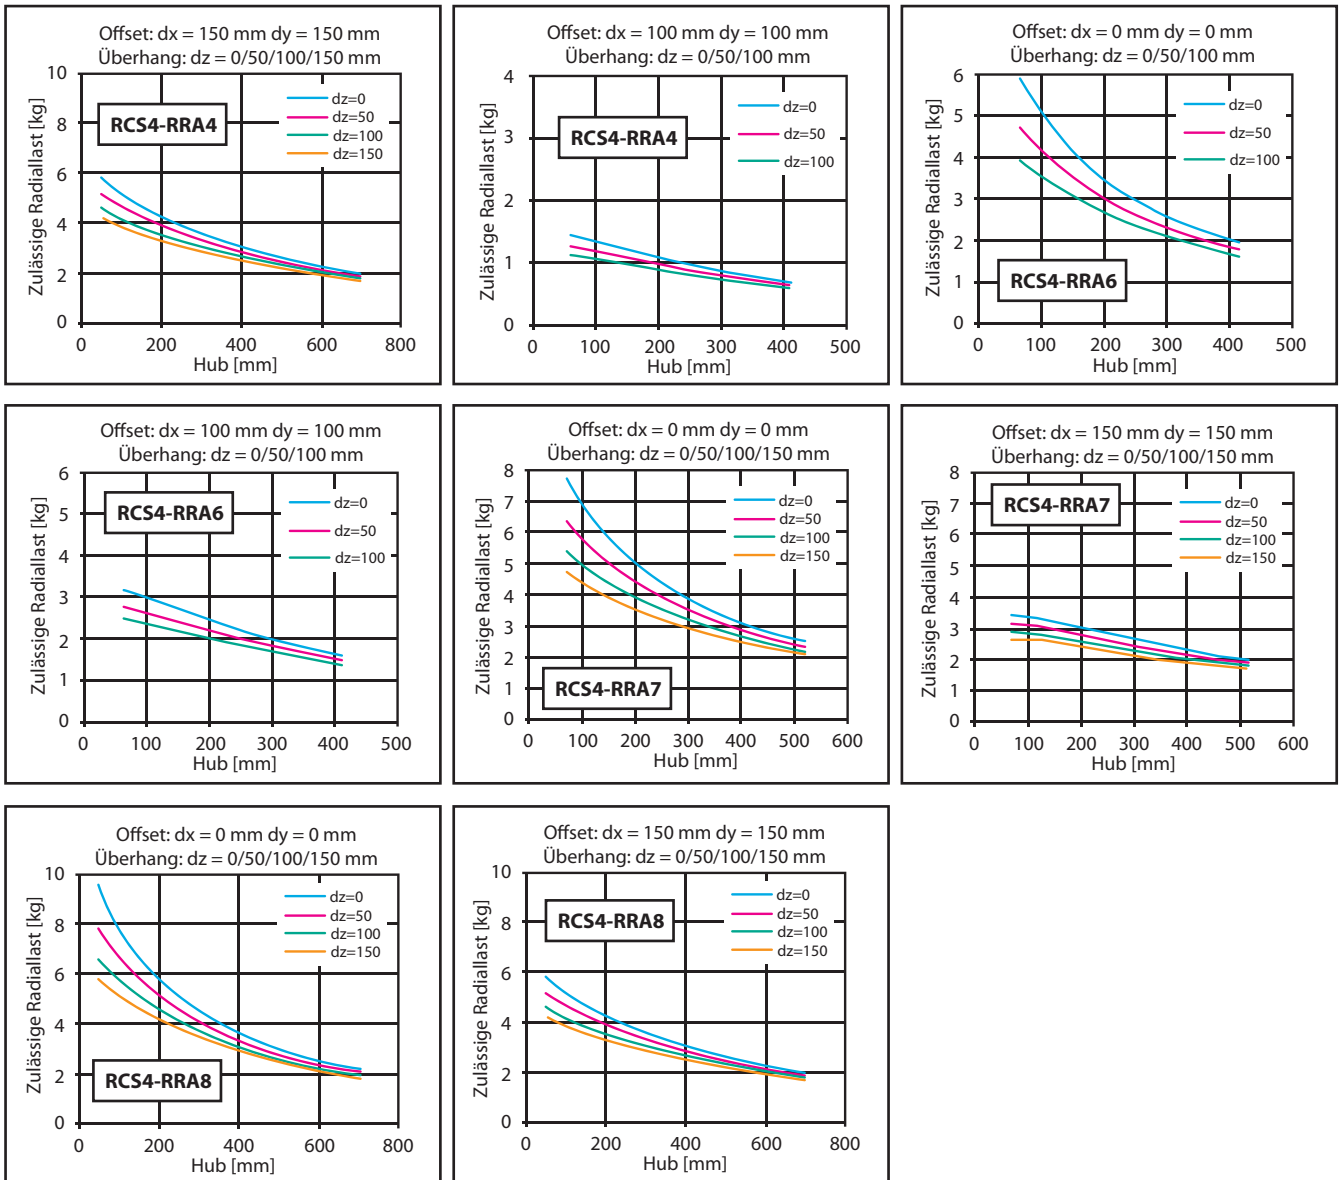 Offset: dx = 150 mm dy = 150 mm
Überhang: dz = 0/50/100/150 mm
Zulässige Radiallast [kg]
10
8
6
4
2
0
RCS4-RRA4
dz=0
dz=50
dz=100
dz=150
0 200 400 600 800
Hub [mm]
Offset: dx = 100 mm dy = 100 mm
Überhang: dz = 0/50/100 mm
Zulässige Radiallast [kg]
4
3
2
1
0
RCS4-RRA4
dz=0
dz=50
dz=100
0 100 200 300 400 500
Hub [mm]
Offset: dx = 0 mm dy = 0 mm
Überhang: dz = 0/50/100 mm
Zulässige Radiallast [kg]
6
5
4
3
2
1
0
dz=0
dz=50
dz=100
RCS4-RRA6
0 100 200 300 400 500
Hub [mm]
Offset: dx = 100 mm dy = 100 mm
Überhang: dz = 0/50/100 mm
Zulässige Radiallast [kg]
6
5
4
3
2
1
0
RCS4-RRA6
dz=0
dz=50
dz=100
0 100 200 300 400 500
Hub [mm]
Offset: dx = 0 mm dy = 0 mm
Überhang: dz = 0/50/100/150 mm
Zulässige Radiallast [kg]
8
7
6
5
4
3
2
1
0
dz=0
dz=50
dz=100
dz=150
RCS4-RRA7
0 100 200 300 400 500 600
Hub [mm]
Offset: dx = 150 mm dy = 150 mm
Überhang: dz = 0/50/100/150 mm
Zulässige Radiallast [kg]
8
7
6
5
4
3
2
1
0
RCS4-RRA7
dz=0
dz=50
dz=100
dz=150
0 100 200 300 400 500 600
Hub [mm]
Offset: dx = 0 mm dy = 0 mm
Überhang: dz = 0/50/100/150 mm
Zulässige Radiallast [kg]
10
8
6
4
2
0
dz=0
dz=50
dz=100
dz=150
RCS4-RRA8
0 200 400 600 800
Hub [mm]
Offset: dx = 150 mm dy = 150 mm
Überhang: dz = 0/50/100/150 mm
Zulässige Radiallast [kg]
10
8
6
4
2
0
RCS4-RRA8
dz=0
dz=50
dz=100
dz=150
0 200 400 600 800
Hub [mm]